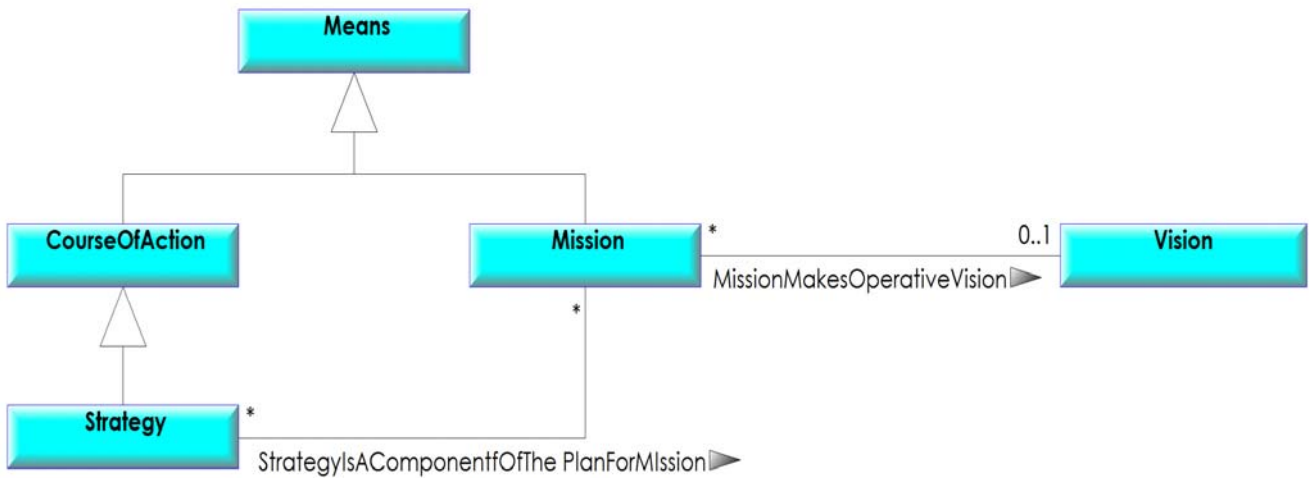 Means
CourseOfAction
Mission
*
0..1
Vision
MissionMakesOperativeVision
*
Strategy
*
StrategyIsAComponentfOfThe PlanForMIssion